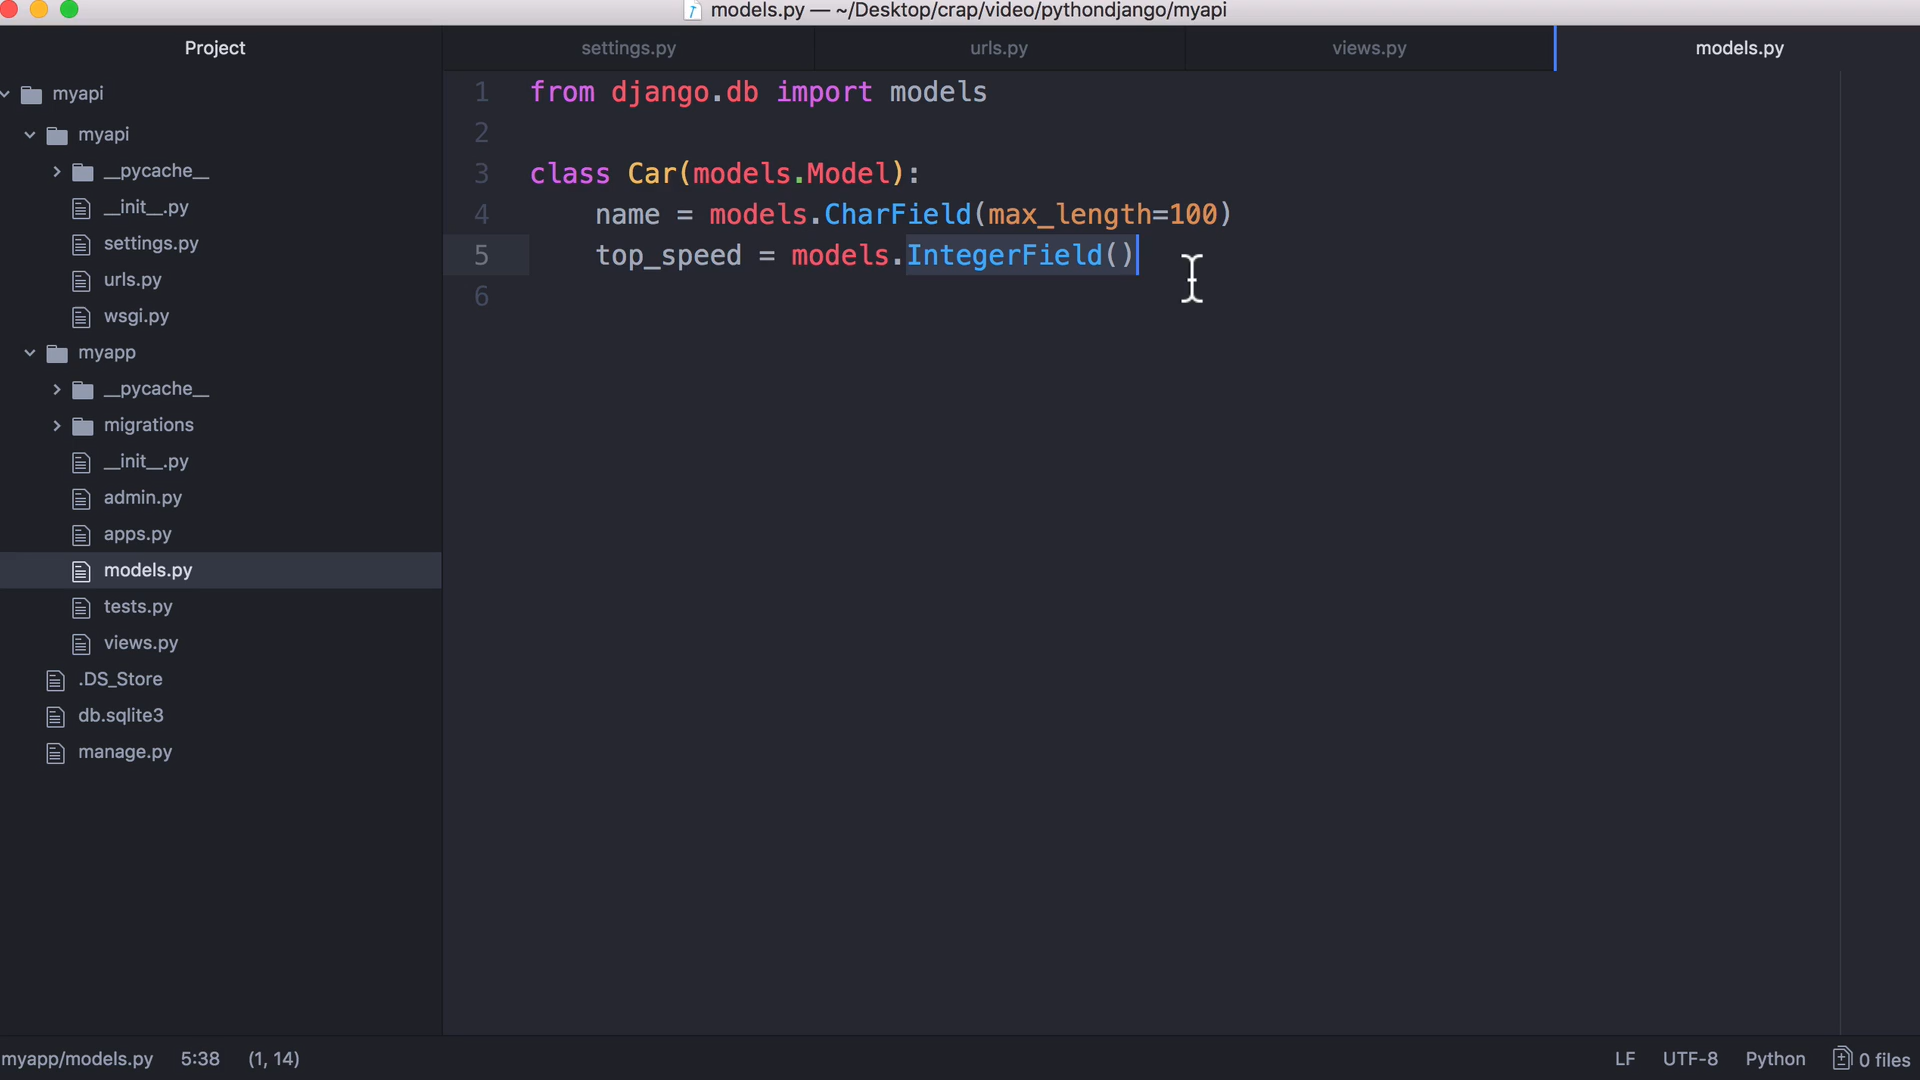 models.py — ~/Desktop/crap/video/pythondjango/myapi
Project
settings.py
urls.py
views.py
models.py
myapi
myapi
__pycache__
__init__.py
settings.py
urls.py
wsgi.py
myapp
__pycache__
migrations
__init__.py
admin.py
apps.py
models.py
tests.py
views.py
.DS_Store
db.sqlite3
manage.py
1 from django.db import models
2
3 class Car(models.Model):
4     name = models.CharField(max_length=100)
5     top_speed = models.IntegerField()
6
myapp/models.py 5:38 (1, 14) LF UTF-8 Python 0 files